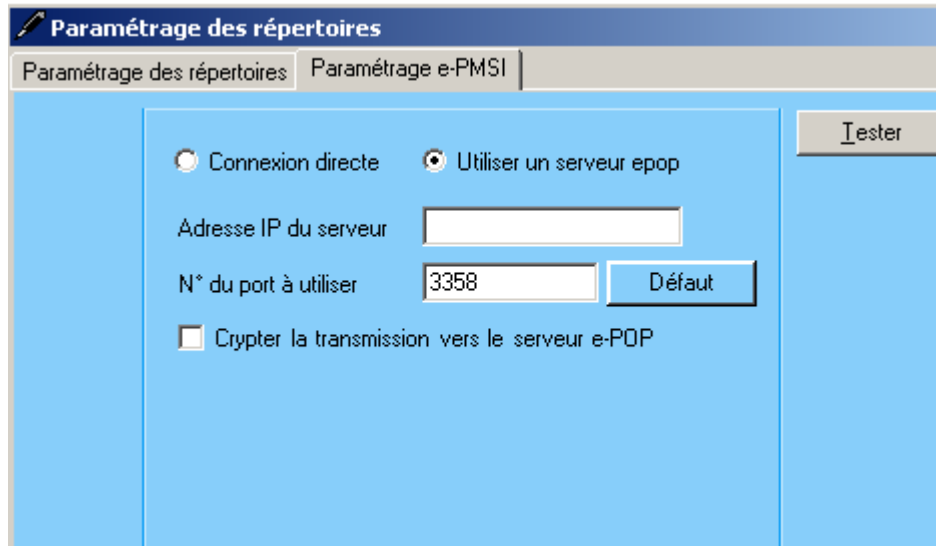 Paramétrage des répertoires
Paramétrage des répertoires Paramétrage e-PMSI
Connexion directe Utiliser un serveur epop
Tester
Adresse IP du serveur
N° du port à utiliser 3358 Défaut
Crypter la transmission vers le serveur e-POP